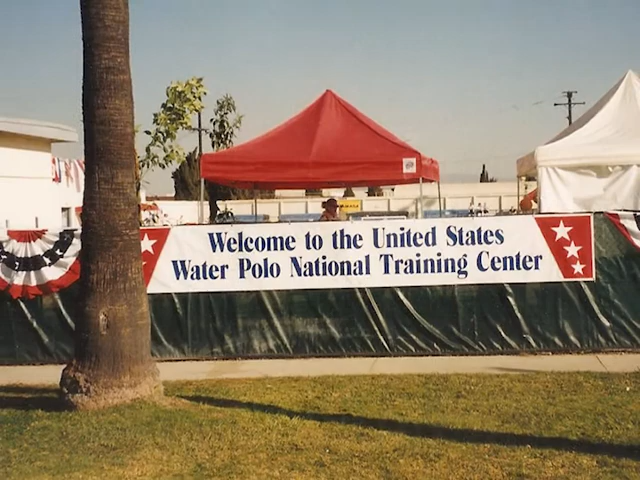 Welcome to the United States
Water Polo National Training Center